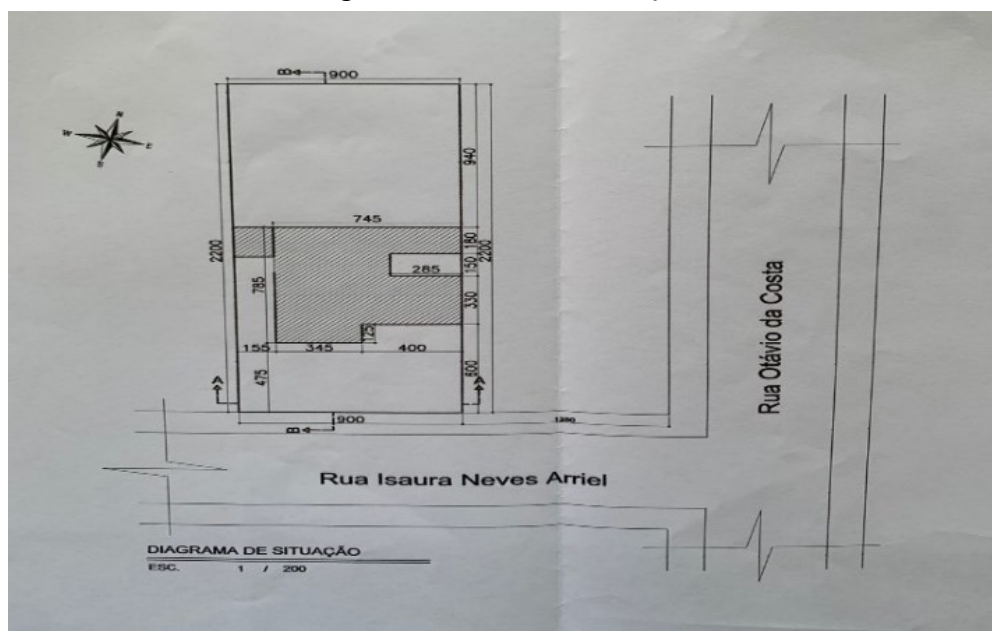 B 900
N
W
E
S
940
745
2200
180
2200
150
285
785
330
125
155 345 400
600
475
A A
900
B
Rua Otávio da Costa
Rua Isaura Neves Arriel
DIAGRAMA DE SITUAÇÃO
ESC. 1 / 200